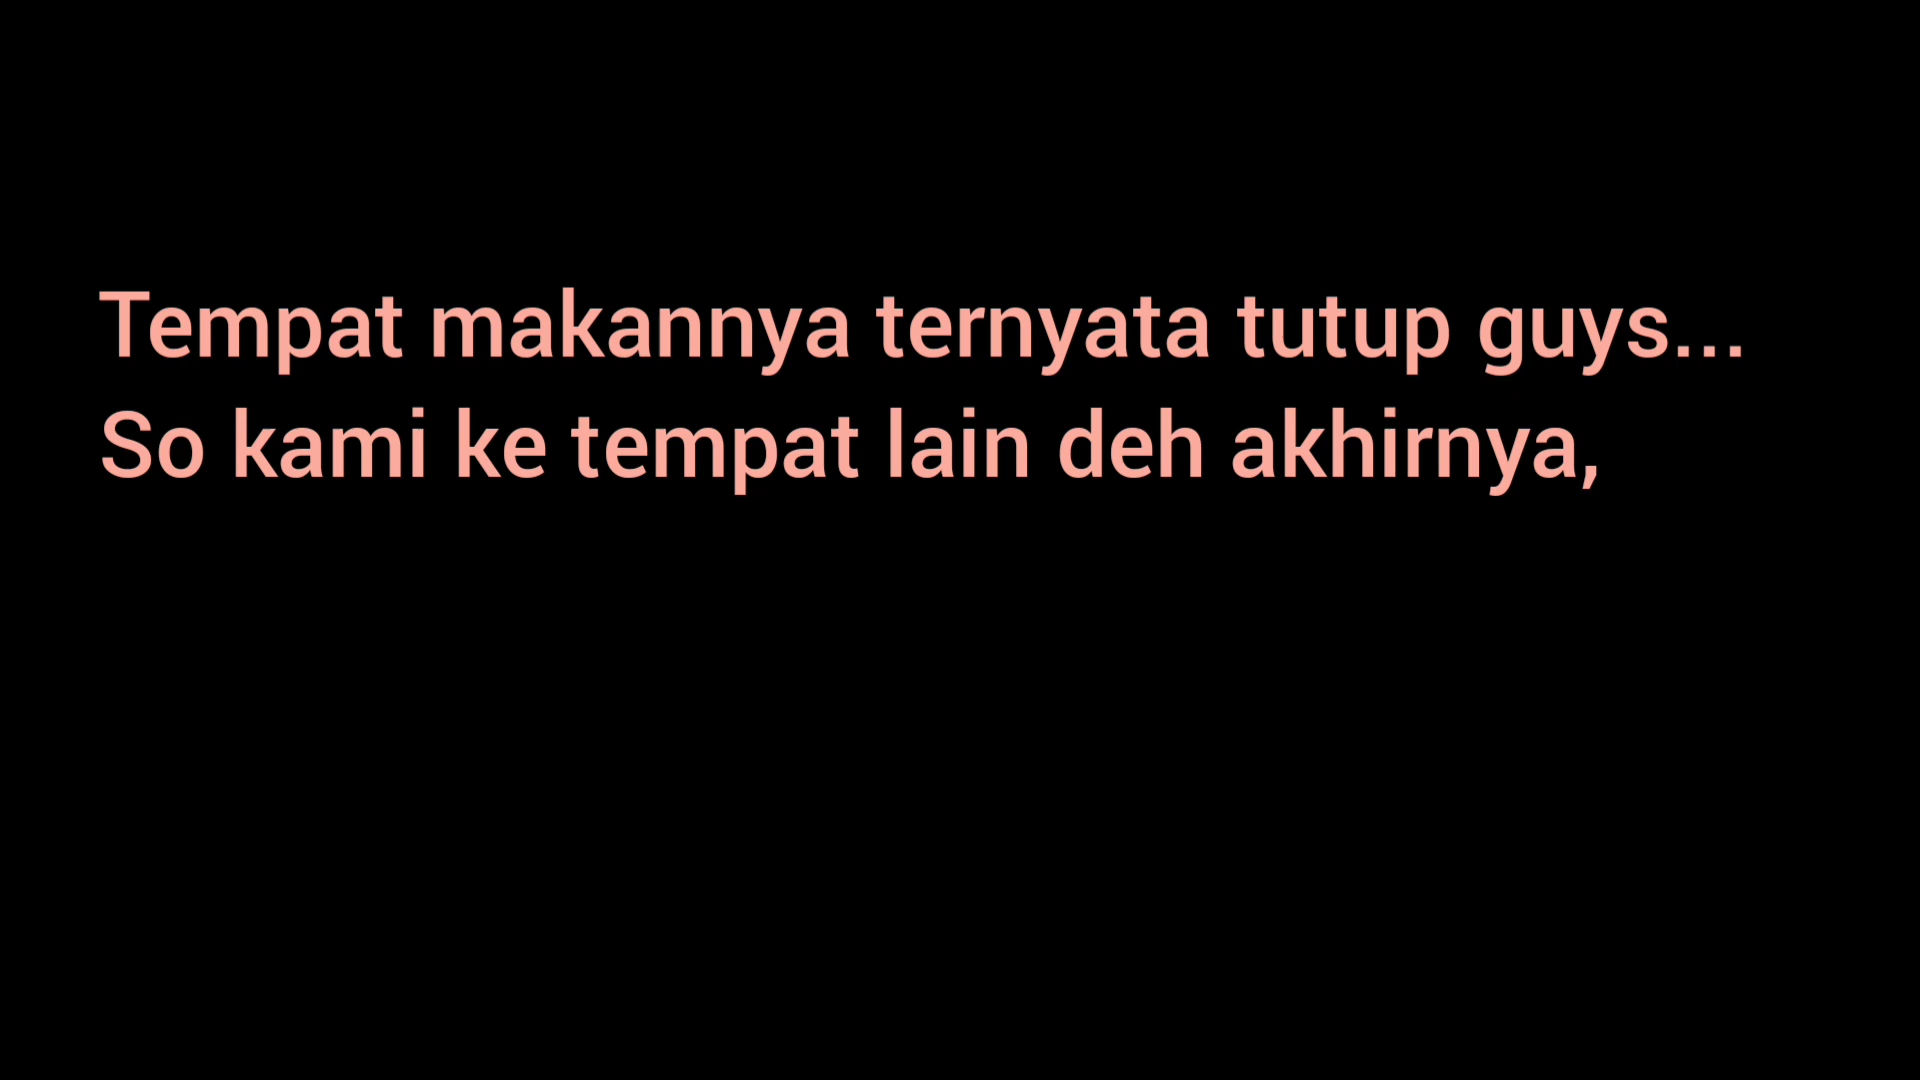 Tempat makannya ternyata tutup guys...
So kami ke tempat lain deh akhirnya,